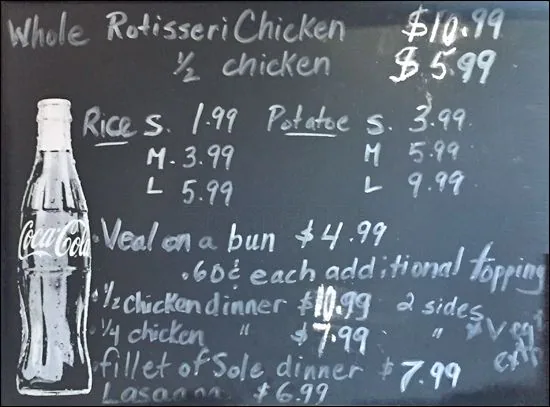 Whole Rotisseri Chicken $10.99
½ chicken $5.99
Rice S. 1.99 Potatoe S. 3.99
M. 3.99 M 5.99
L 5.99 L 9.99
Coca-Cola
Veal on a bun $4.99
.60¢ each additional topping
½ chicken dinner $10.99 2 sides
¼ chicken " $7.99 "
fillet of Sole dinner $7.99
$6.99